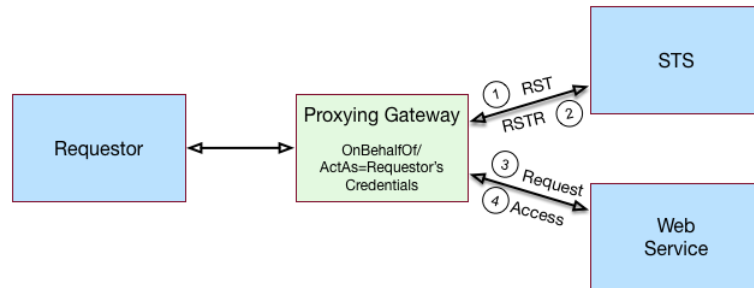 Requestor
Proxying Gateway
OnBehalfOf/
ActAs=Requestor's
Credentials
1 RST
RSTR 2
STS
3 Request
4 Access
Web
Service